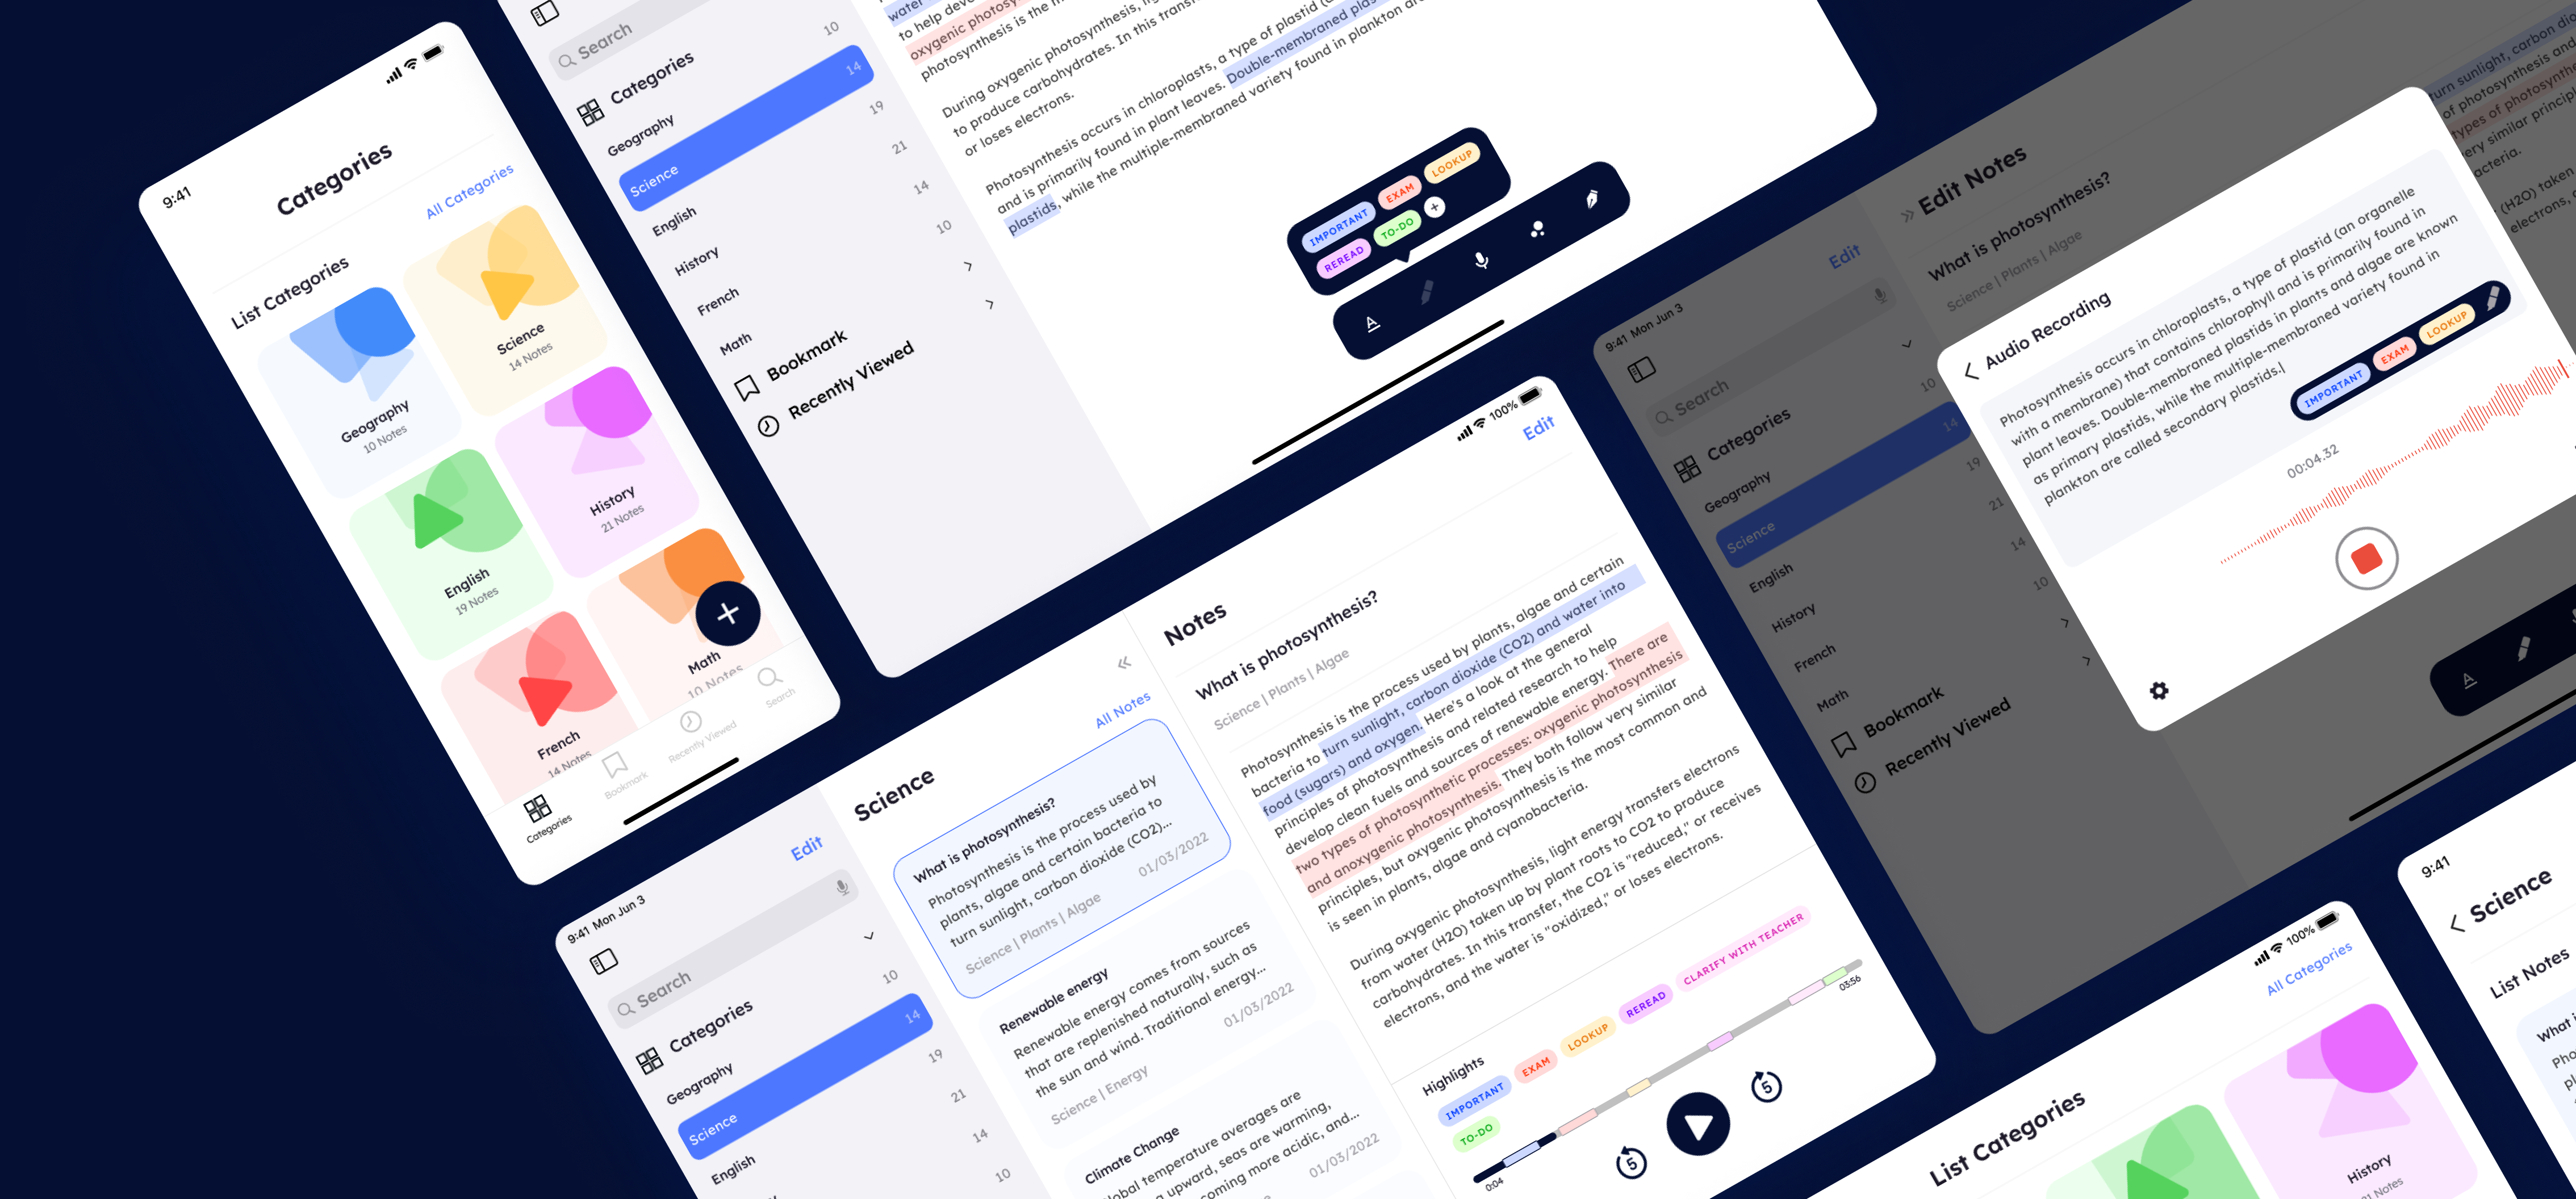 9:41
Categories
All Categories
List Categories
Geography
10 Notes
Science
14 Notes
English
19 Notes
History
21 Notes
French
14 Notes
Math
10 Notes
Categories
Bookmark
Recently Viewed
Search
Search
Categories
Geography
10
Science
14
English
19
History
21
French
14
Math
10
Bookmark
Recently Viewed
water
to help
oxygenic
photosynthesis is the
During oxygenic photosynthesis,
to produce carbohydrates. In this
or loses electrons.
Photosynthesis occurs in chloroplasts, a type of plastid
and is primarily found in plant leaves. Double-membraned
plastids, while the multiple-membraned variety found in plankton
IMPORTANT
EXAM
LOOKUP
REREAD
TO-DO
+
A
9:41 Mon Jun 3
100%
Edit
Search
Categories
Geography
10
Science
14
English
19
21
14
10
Science
All Notes
What is photosynthesis?
Photosynthesis is the process used by
plants, algae and certain bacteria to
turn sunlight, carbon dioxide (CO2)...
Science | Plants | Algae
01/03/2022
Renewable energy
Renewable energy comes from sources
that are replenished naturally, such as
the sun and wind. Traditional energy...
Science | Energy
01/03/2022
Climate Change
temperature averages are
upward, seas are warming,
more acidic, and...
01/03/2022
Notes
Edit
What is photosynthesis?
Science | Plants | Algae
Photosynthesis is the process used by plants, algae and certain
bacteria to turn sunlight, carbon dioxide (CO2) and water into
food (sugars) and oxygen. Here's a look at the general
principles of photosynthesis and related research to help
develop clean fuels and sources of renewable energy. There are
two types of photosynthetic processes: oxygenic photosynthesis
and anoxygenic photosynthesis. They both follow very similar
principles, but oxygenic photosynthesis is the most common and
is seen in plants, algae and cyanobacteria.
During oxygenic photosynthesis, light energy transfers electrons
from water (H2O) taken up by plant roots to CO2 to produce
carbohydrates. In this transfer, the CO2 is "reduced," or receives
electrons, and the water is "oxidized," or loses electrons.
Highlights
IMPORTANT
EXAM
LOOKUP
REREAD
CLARIFY WITH TEACHER
TO-DO
0:04
03:56
5
5
9:41 Mon Jun 3
Edit
Search
Categories
Geography
10
Science
14
English
19
History
21
French
14
Math
10
Bookmark
Recently Viewed
Edit Notes
What is photosynthesis?
Science | Plants | Algae
turn sunlight, carbon
of photosynthesis and
types of
very similar
(H2O) taken
electrons,
Audio Recording
Photosynthesis occurs in chloroplasts, a type of plastid (an organelle
with a membrane) that contains chlorophyll and is primarily found in
plant leaves. Double-membraned plastids in plants and algae are known
as primary plastids, while the multiple-membraned variety found in
plankton are called secondary plastids.
IMPORTANT
EXAM
LOOKUP
00:04.32
A
100%
All Categories
List Categories
History
21 Notes
9:41
Science
List Notes
What